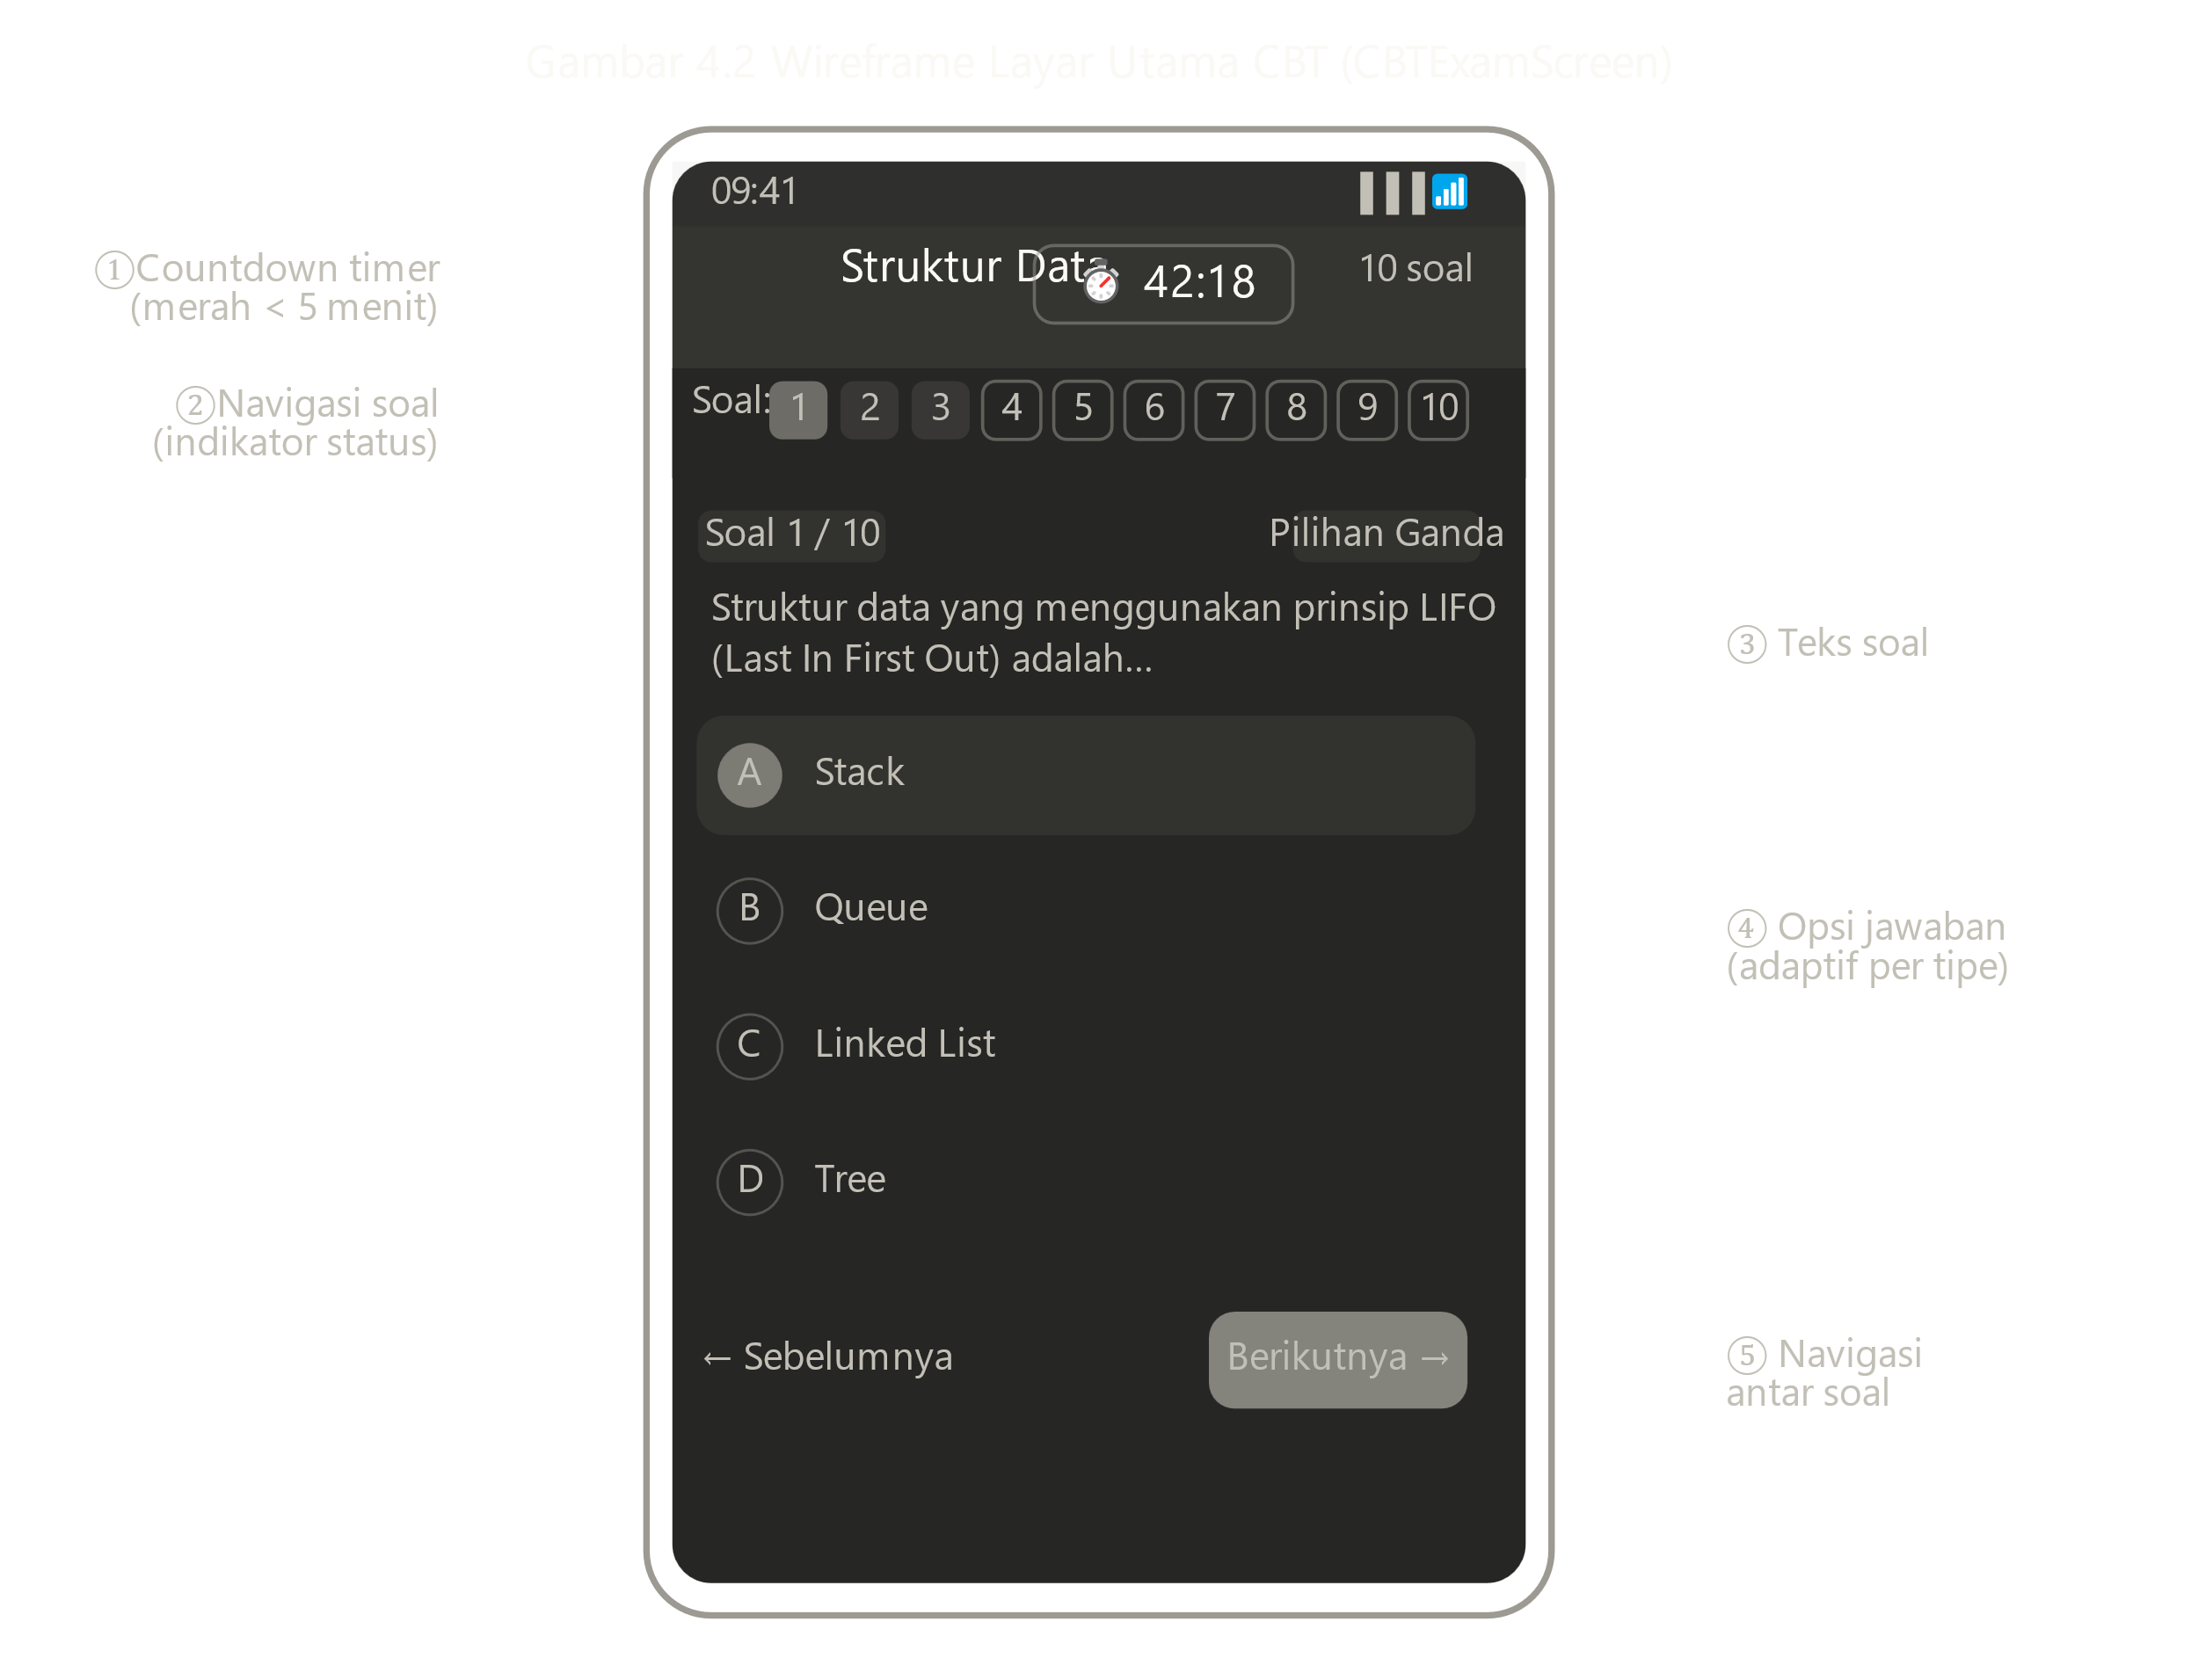 Gambar 4.2 Wireframe Layar Utama CBT (CBTExamScreen)
09:41
①Countdown timer
(merah < 5 menit)
Struktur Data
42:18
10 soal
②Navigasi soal
(indikator status)
Soal: 1 2 3 4 5 6 7 8 9 10
Soal 1 / 10
Pilihan Ganda
Struktur data yang menggunakan prinsip LIFO
(Last In First Out) adalah...
③ Teks soal
A Stack
B Queue
④ Opsi jawaban
(adaptif per tipe)
C Linked List
D Tree
← Sebelumnya
Berikutnya →
⑤ Navigasi
antar soal